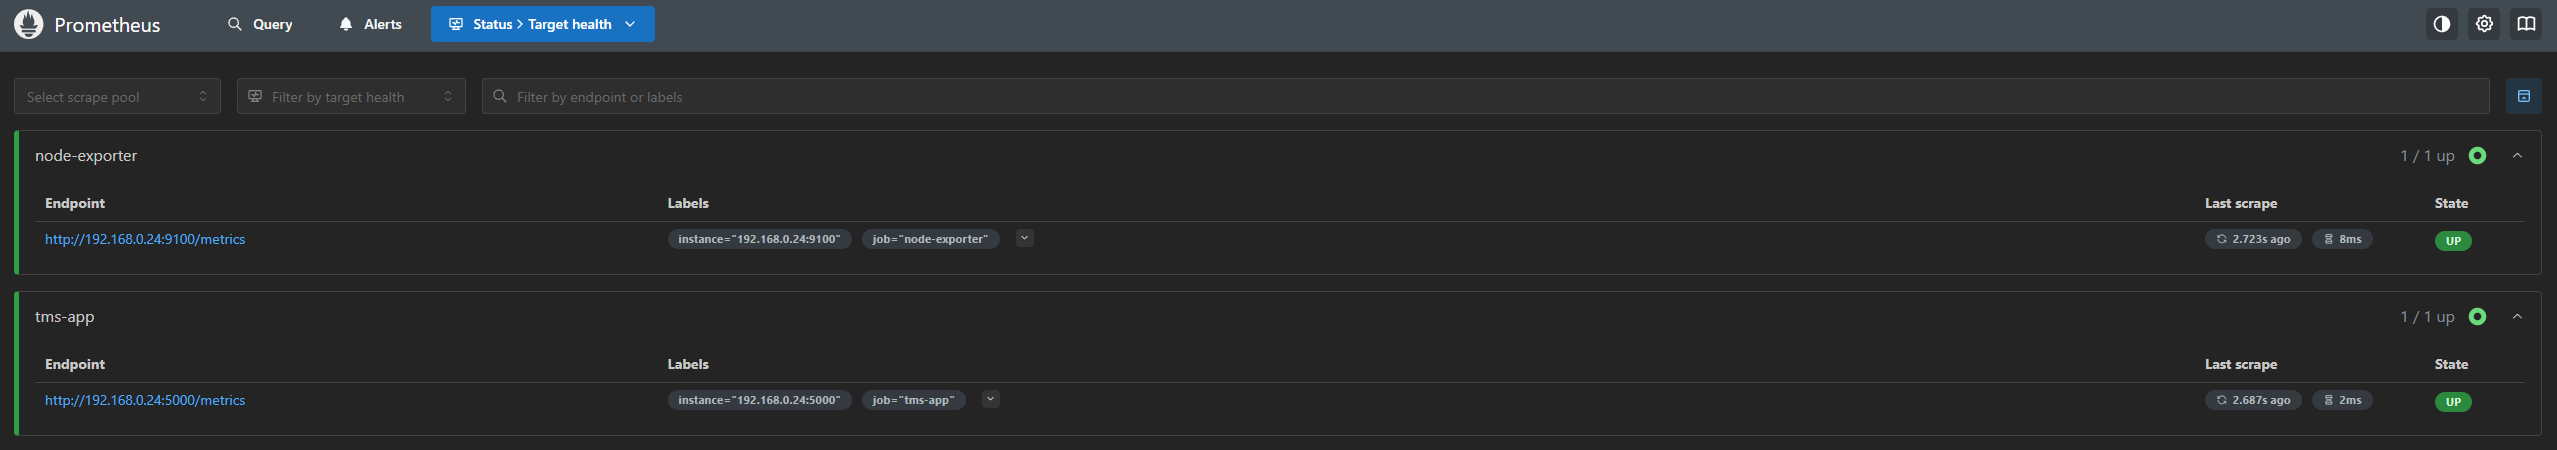 Prometheus Query Alerts Status > Target health
Select scrape pool Filter by target health Filter by endpoint or labels
node-exporter 1 / 1 up
Endpoint Labels Last scrape State
http://192.168.0.24:9100/metrics instance="192.168.0.24:9100" job="node-exporter" 2.723s ago 8ms UP
tms-app 1 / 1 up
Endpoint Labels Last scrape State
http://192.168.0.24:5000/metrics instance="192.168.0.24:5000" job="tms-app" 2.687s ago 2ms UP